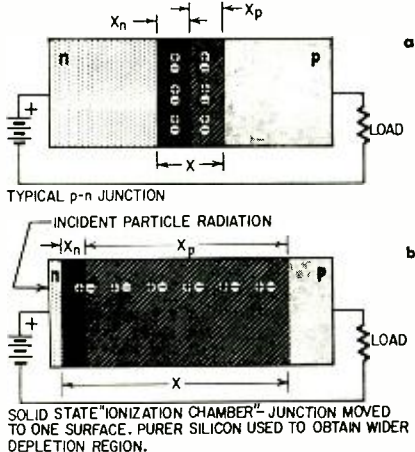 Xn
Xp
a
n
p
+
LOAD
X
TYPICAL p-n JUNCTION
INCIDENT PARTICLE RADIATION
Xn
Xp
b
n
p
+
LOAD
X
SOLID STATE "IONIZATION CHAMBER" - JUNCTION MOVED
TO ONE SURFACE. PURER SILICON USED TO OBTAIN WIDER
DEPLETION REGION.